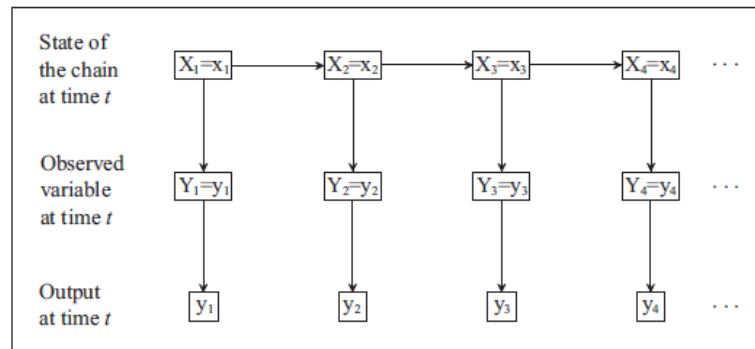 State of
the chain
at time t
X₁=x₁
X₂=x₂
X₃=x₃
X₄=x₄
· · ·
Observed
variable
at time t
Y₁=y₁
Y₂=y₂
Y₃=y₃
Y₄=y₄
· · ·
Output
at time t
y₁
y₂
y₃
y₄
· · ·